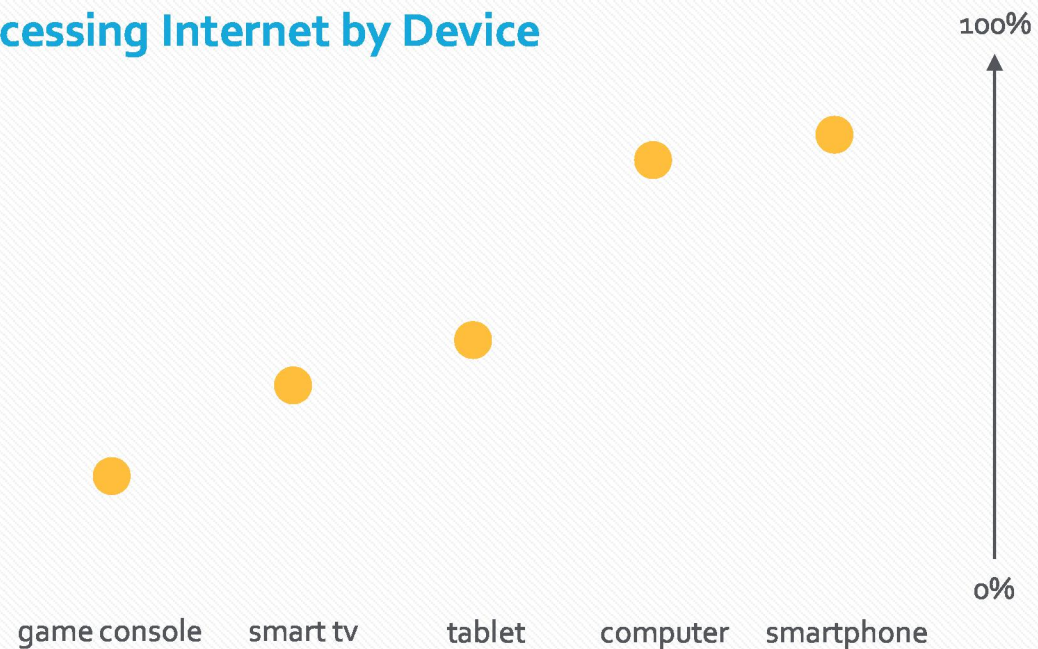 cessing Internet by Device
100%
0%
game console
smart tv
tablet
computer
smartphone